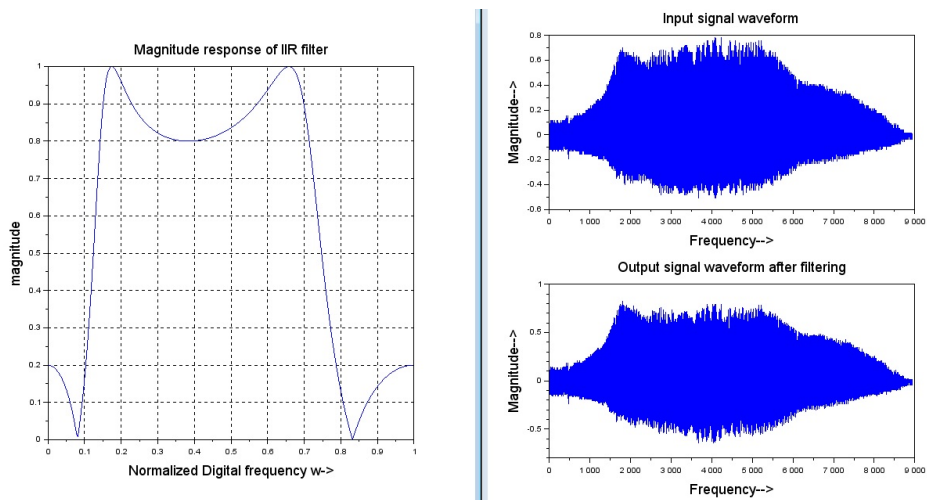 Magnitude response of IIR filter
magnitude
1
0.9
0.8
0.7
0.6
0.5
0.4
0.3
0.2
0.1
0
0 0.1 0.2 0.3 0.4 0.5 0.6 0.7 0.8 0.9 1
Normalized Digital frequency w->
Input signal waveform
Magnitude-->
0.8
0.6
0.4
0.2
0
-0.2
-0.4
-0.6
0 1 000 2 000 3 000 4 000 5 000 6 000 7 000 8 000 9 000
Frequency-->
Output signal waveform after filtering
Magnitude-->
1
0.5
0
-0.5
0 1 000 2 000 3 000 4 000 5 000 6 000 7 000 8 000 9 000
Frequency-->